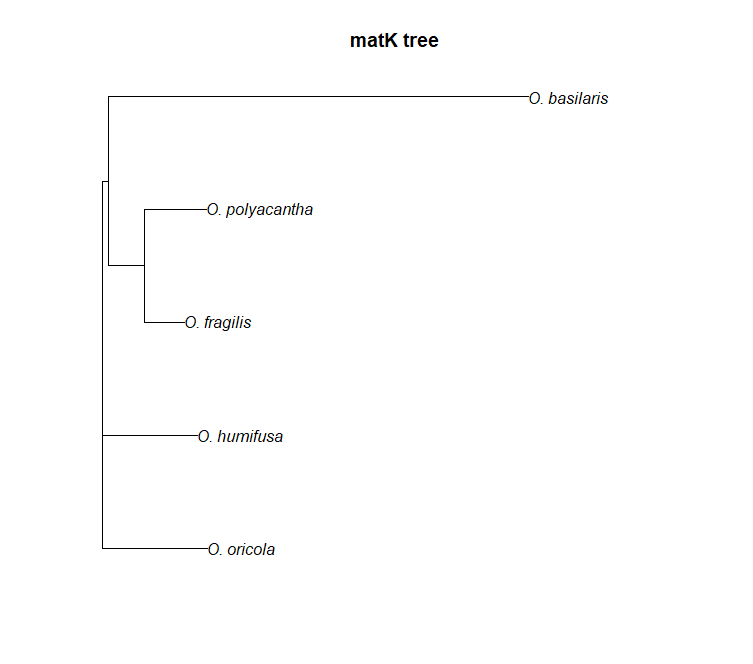 matK tree
O. basilaris
O. polyacantha
O. fragilis
O. humifusa
O. oricola